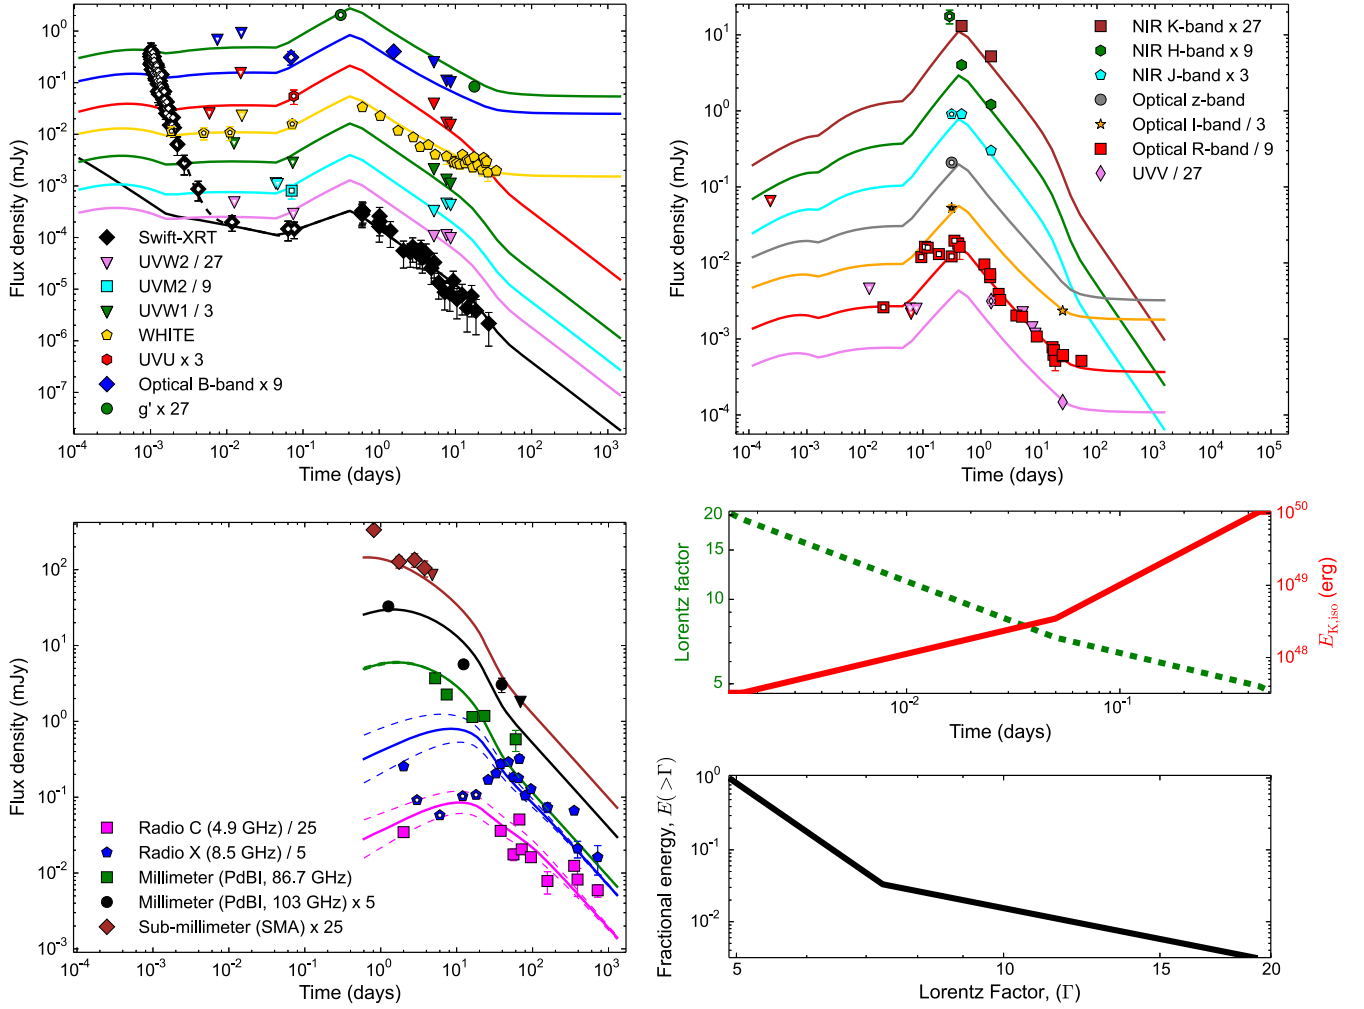 10^0
10^-1
10^-2
10^-3
10^-4
10^-5
10^-6
10^-7
Flux density (mJy)
Swift-XRT
UVW2 / 27
UVM2 / 9
UVW1 / 3
WHITE
UVU x 3
Optical B-band x 9
g' x 27
10^-4 10^-3 10^-2 10^-1 10^0 10^1 10^2 10^3
Time (days)
10^1
10^0
10^-1
10^-2
10^-3
10^-4
Flux density (mJy)
NIR K-band x 27
NIR H-band x 9
NIR J-band x 3
Optical z-band
Optical I-band / 3
Optical R-band / 9
UVV / 27
10^-4 10^-3 10^-2 10^-1 10^0 10^1 10^2 10^3 10^4 10^5
Time (days)
10^2
10^1
10^0
10^-1
10^-2
10^-3
Flux density (mJy)
Radio C (4.9 GHz) / 25
Radio X (8.5 GHz) / 5
Millimeter (PdBI, 86.7 GHz)
Millimeter (PdBI, 103 GHz) x 5
Sub-millimeter (SMA) x 25
10^-4 10^-3 10^-2 10^-1 10^0 10^1 10^2 10^3
Time (days)
20
15
10
5
Lorentz factor
10^50
10^49
10^48
E_K,iso (erg)
10^-2 10^-1
Time (days)
10^0
10^-1
10^-2
Fractional energy, E(>Γ)
5 10 15 20
Lorentz Factor, (Γ)